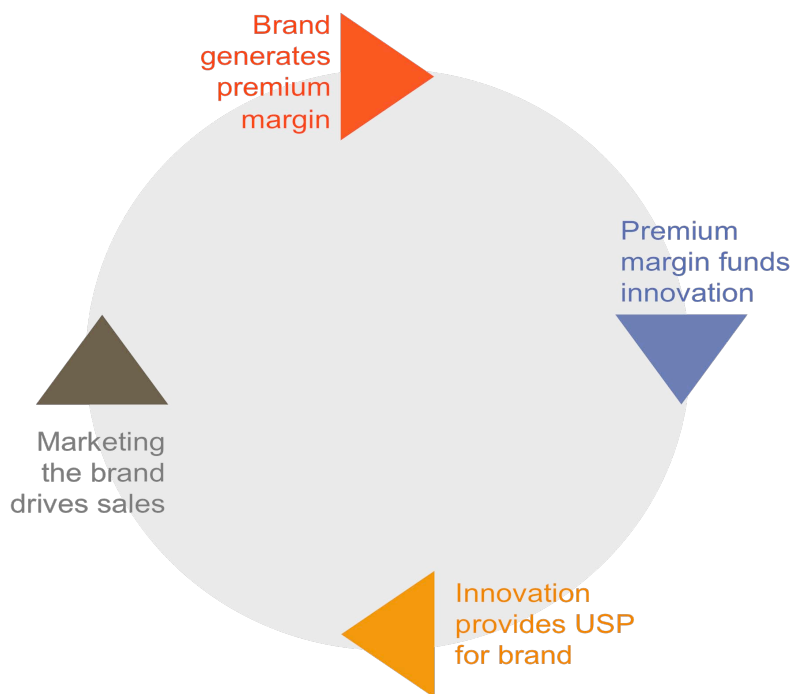 Brand
generates
premium
margin
Premium
margin funds
innovation
Innovation
provides USP
for brand
Marketing
the brand
drives sales